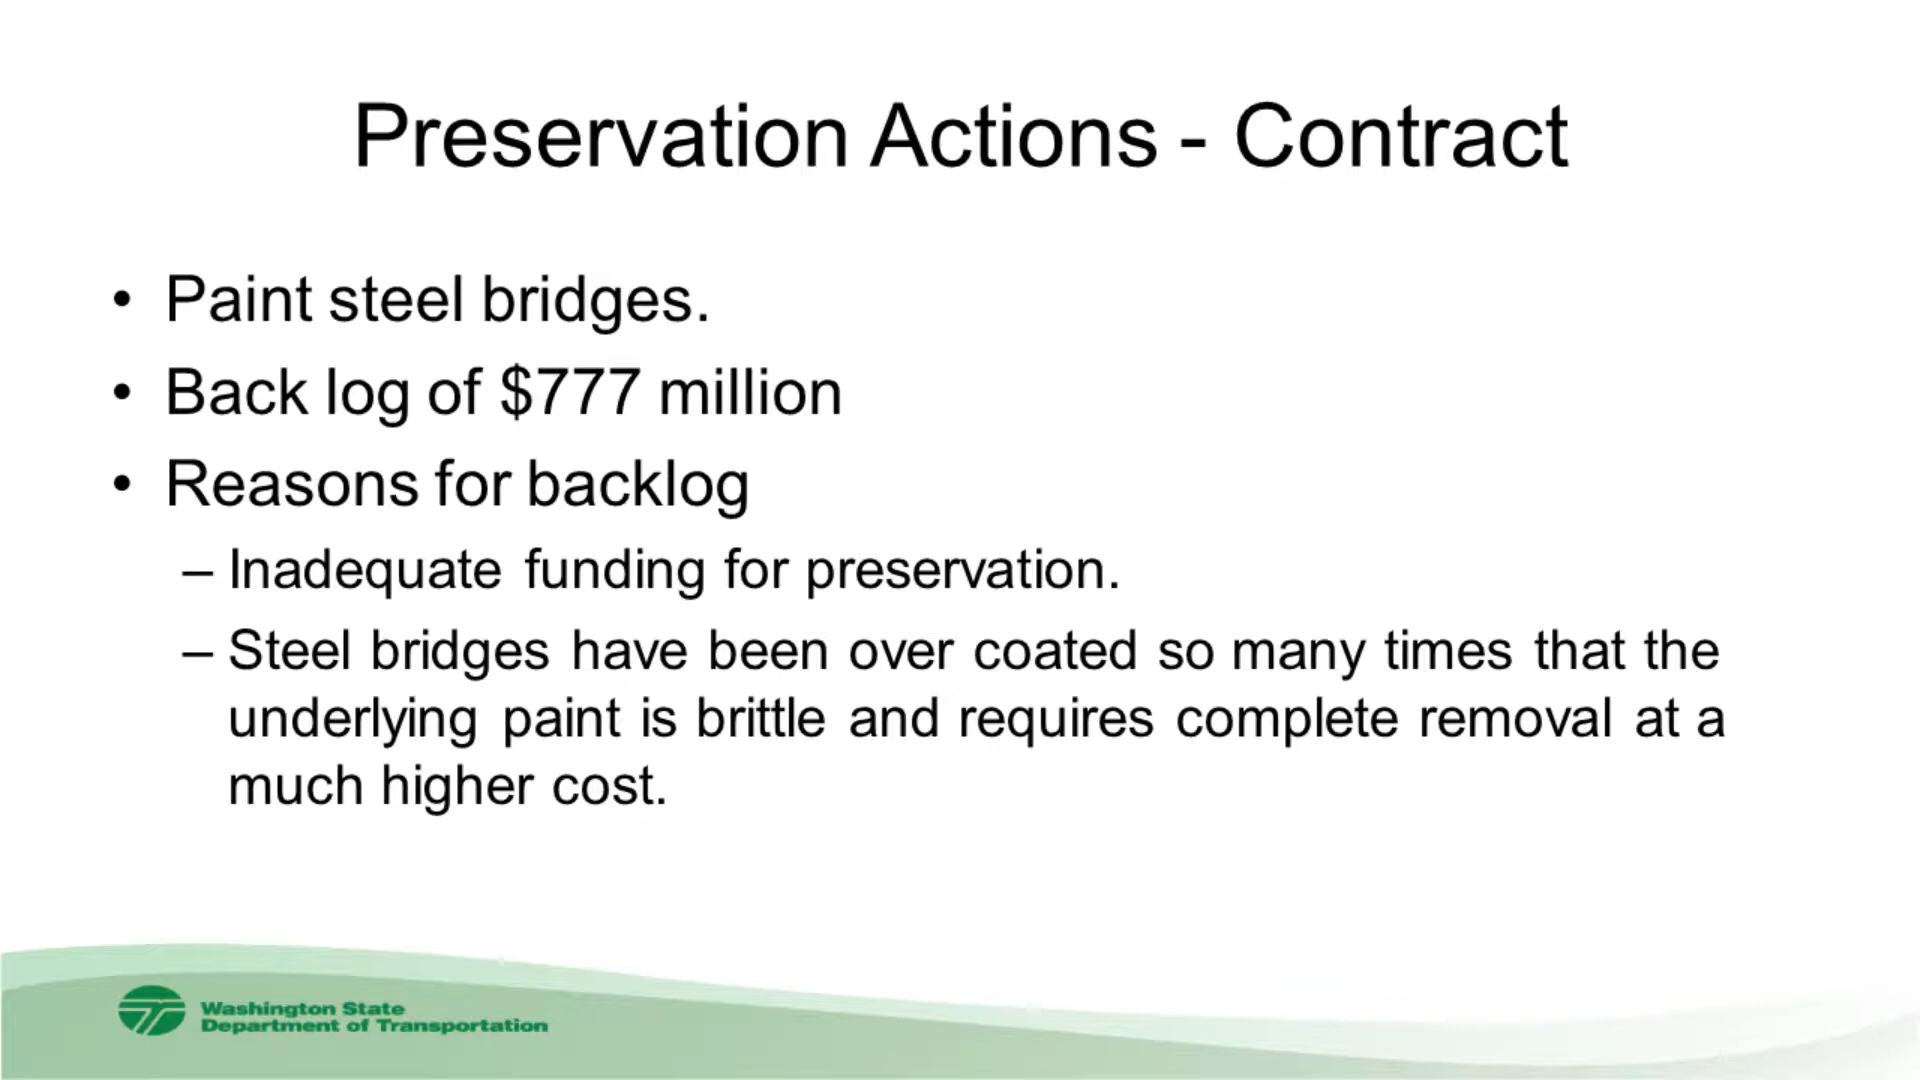 Preservation Actions - Contract
• Paint steel bridges.
• Back log of $777 million
• Reasons for backlog
– Inadequate funding for preservation.
– Steel bridges have been over coated so many times that the
underlying paint is brittle and requires complete removal at a
much higher cost.
Washington State
Department of Transportation